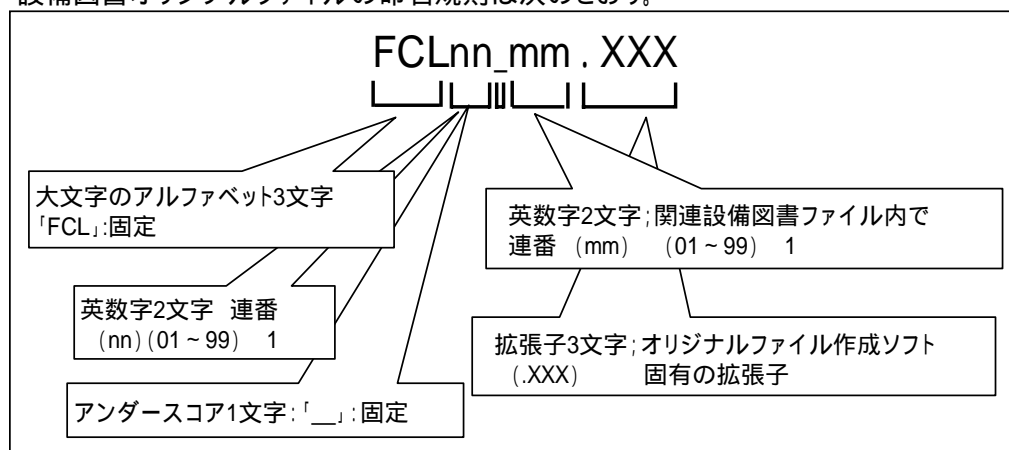 設備図書オリジナルファイルの命名規則は次のとおり。
FCLnn_mm.XXX
大文字のアルファベット3文字
「FCL」:固定
英数字2文字;関連設備図書ファイル内で
連番 (mm) (01~99) 1
英数字2文字 連番
(nn)(01~99) 1
拡張子3文字;オリジナルファイル作成ソフト
(.XXX) 固有の拡張子
アンダースコア1文字:「__」:固定